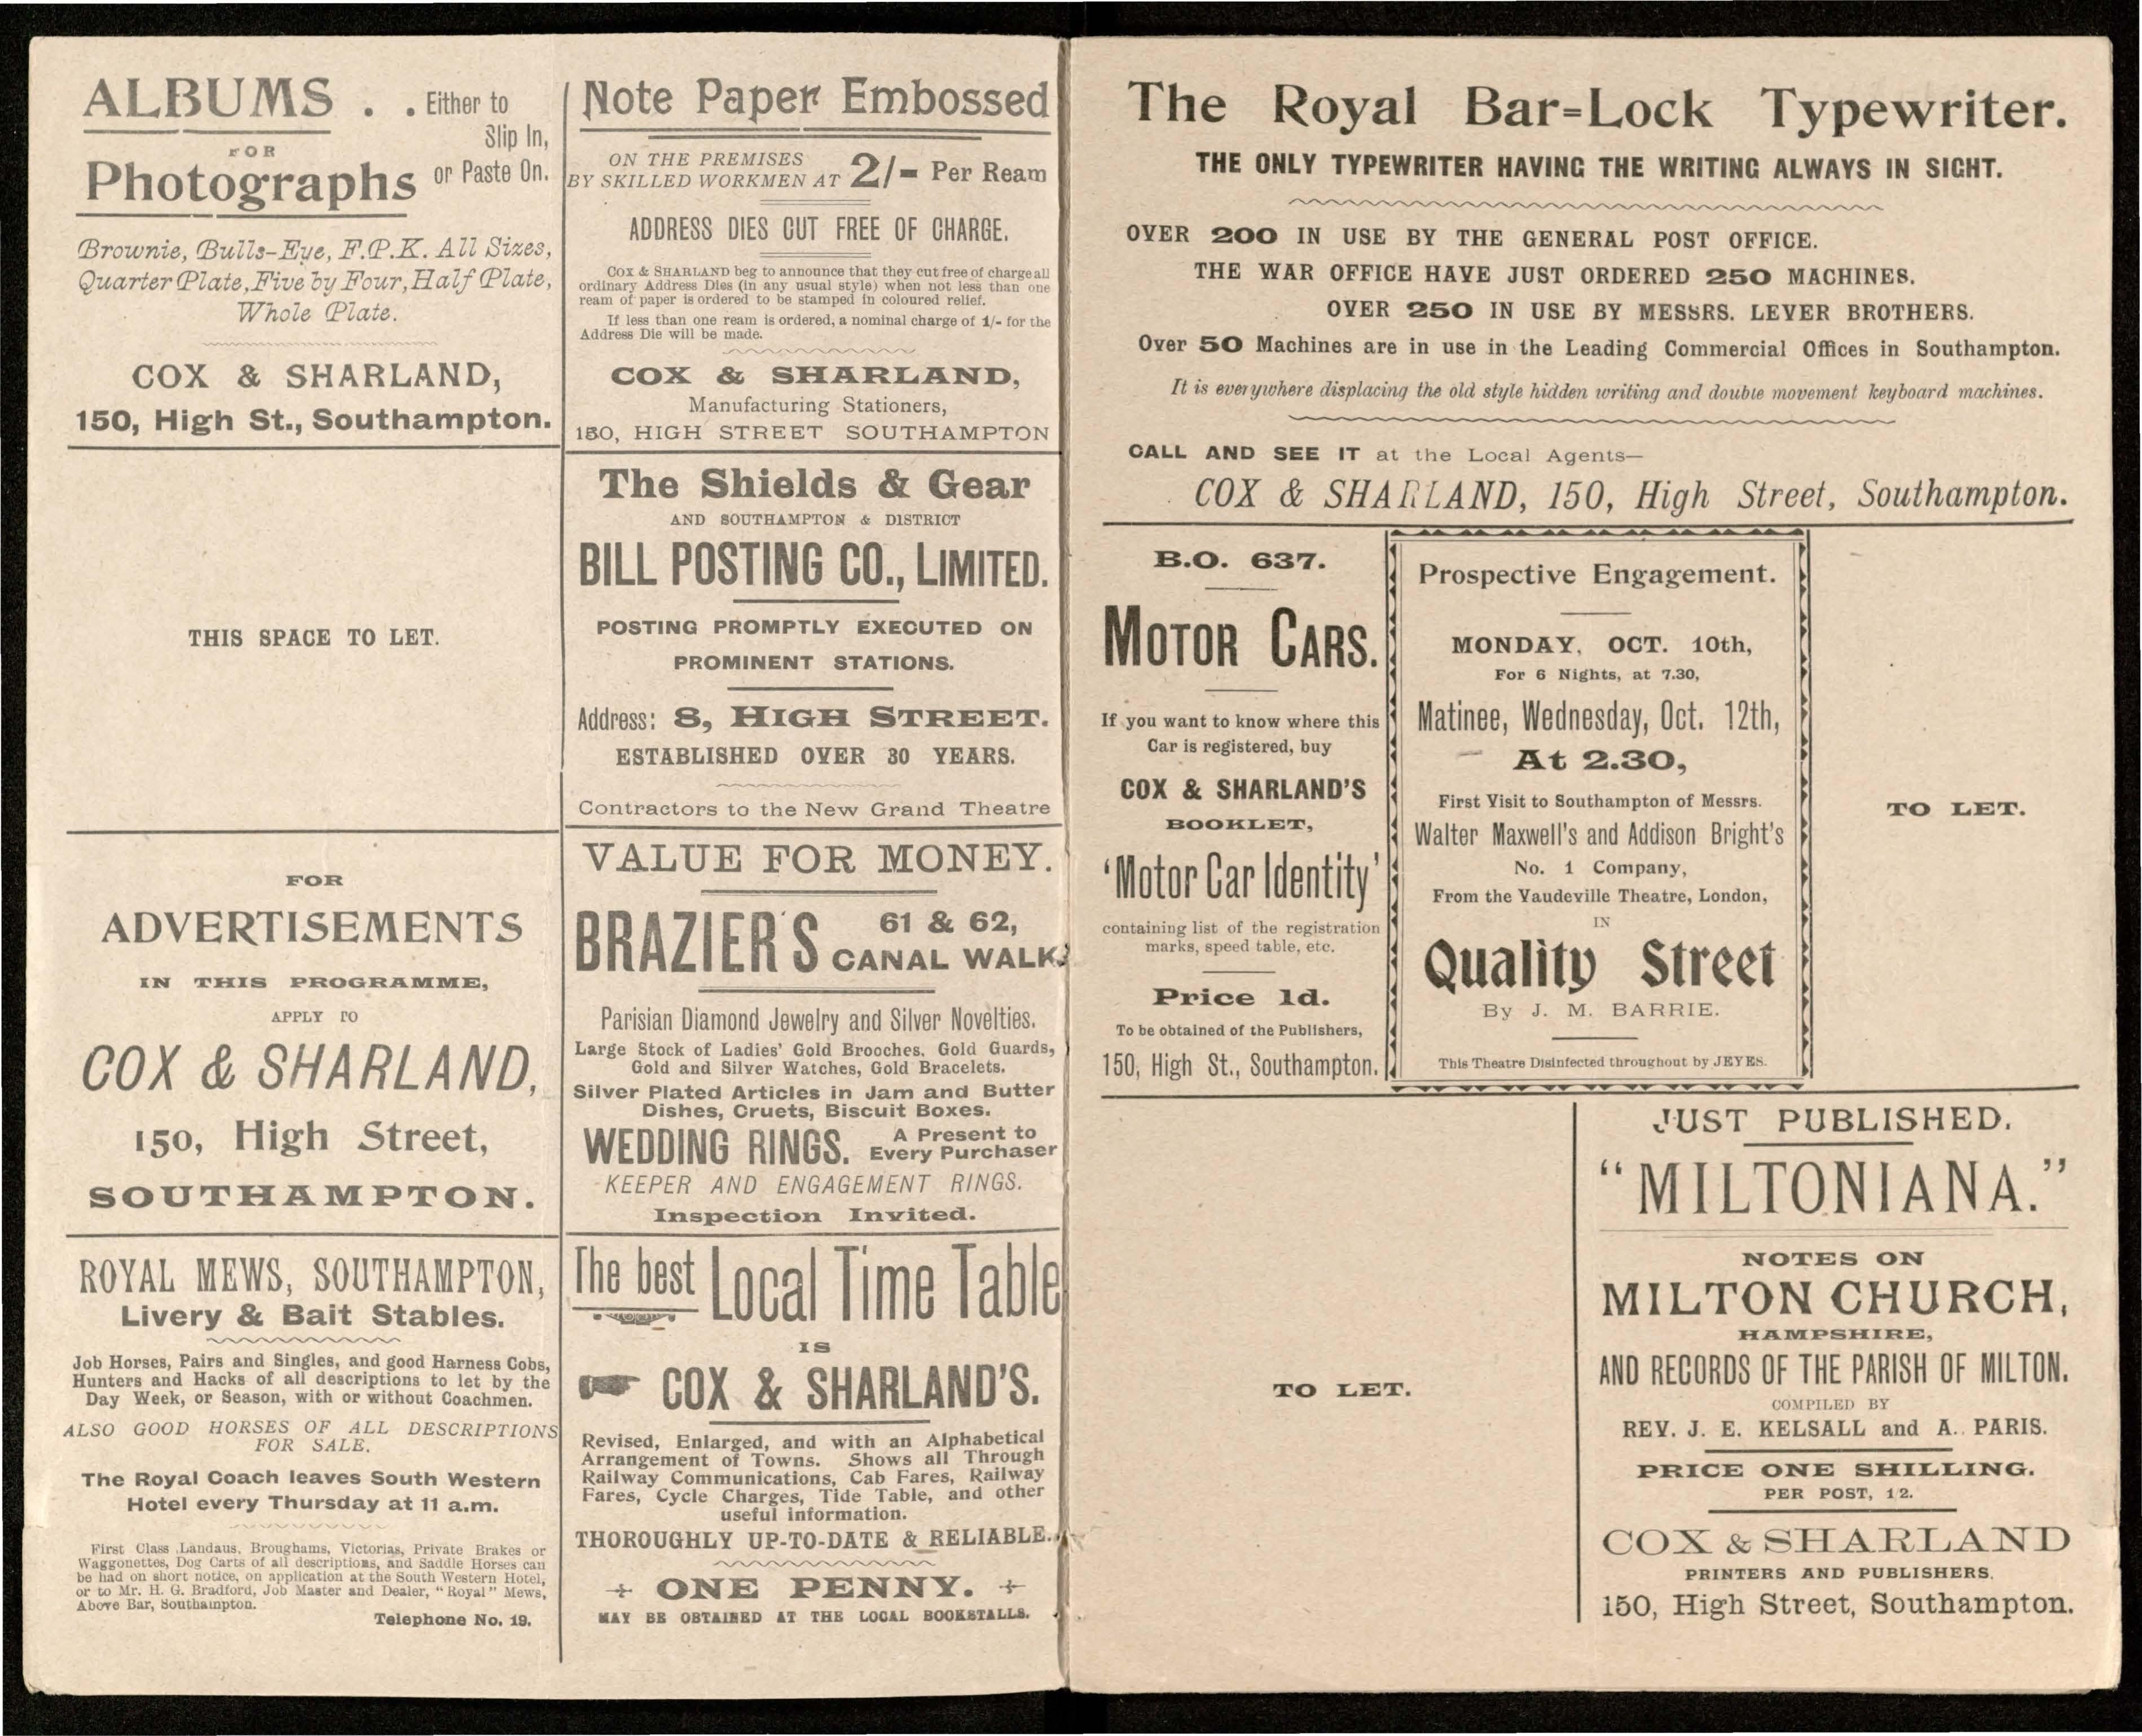 ALBUMS . . Either to
Slip In,
FOR
or Paste On.
Photographs
Brownie, Bulls-Eye, F.P.K. All Sizes,
Quarter Plate, Five by Four, Half Plate,
Whole Plate.
COX & SHARLAND,
150, High St., Southampton.
THIS SPACE TO LET.
FOR
ADVERTISEMENTS
IN THIS PROGRAMME,
APPLY TO
COX & SHARLAND,
150, High Street,
SOUTHAMPTON.
ROYAL MEWS, SOUTHAMPTON,
Livery & Bait Stables.
Job Horses, Pairs and Singles, and good Harness Cobs,
Hunters and Hacks of all descriptions to let by the
Day Week, or Season, with or without Coachmen.
ALSO GOOD HORSES OF ALL DESCRIPTIONS
FOR SALE.
The Royal Coach leaves South Western
Hotel every Thursday at 11 a.m.
First Class Landaus, Broughams, Victorias, Private Brakes or
Waggonettes, Dog Carts of all descriptions, and Saddle Horses can
be had on short notice, on application at the South Western Hotel,
or to Mr. H. G. Bradford, Job Master and Dealer, "Royal" Mews,
Above Bar, Southampton.
Telephone No. 19.
Note Paper Embossed
ON THE PREMISES
BY SKILLED WORKMEN AT 2/- Per Ream
ADDRESS DIES CUT FREE OF CHARGE.
COX & SHARLAND beg to announce that they cut free of charge all
ordinary Address Dies (in any usual style) when not less than one
ream of paper is ordered to be stamped in coloured relief.
If less than one ream is ordered, a nominal charge of 1/- for the
Address Die will be made.
COX & SHARLAND,
Manufacturing Stationers,
150, HIGH STREET SOUTHAMPTON
The Shields & Gear
AND SOUTHAMPTON & DISTRICT
BILL POSTING CO., LIMITED.
POSTING PROMPTLY EXECUTED ON
PROMINENT STATIONS.
Address: 8, HIGH STREET.
ESTABLISHED OVER 30 YEARS.
Contractors to the New Grand Theatre
VALUE FOR MONEY.
BRAZIER'S 61 & 62,
CANAL WALK.
Parisian Diamond Jewelry and Silver Novelties.
Large Stock of Ladies' Gold Brooches, Gold Guards,
Gold and Silver Watches, Gold Bracelets.
Silver Plated Articles in Jam and Butter
Dishes, Cruets, Biscuit Boxes.
WEDDING RINGS. A Present to
Every Purchaser
KEEPER AND ENGAGEMENT RINGS.
Inspection Invited.
The best Local Time Table
IS
COX & SHARLAND'S.
Revised, Enlarged, and with an Alphabetical
Arrangement of Towns. Shows all Through
Railway Communications, Cab Fares, Railway
Fares, Cycle Charges, Tide Table, and other
useful information.
THOROUGHLY UP-TO-DATE & RELIABLE.
ONE PENNY.
MAY BE OBTAINED AT THE LOCAL BOOKSTALLS.
The Royal Bar=Lock Typewriter.
THE ONLY TYPEWRITER HAVING THE WRITING ALWAYS IN SIGHT.
OVER 200 IN USE BY THE GENERAL POST OFFICE.
THE WAR OFFICE HAVE JUST ORDERED 250 MACHINES.
OVER 250 IN USE BY MESSRS. LEVER BROTHERS.
Over 50 Machines are in use in the Leading Commercial Offices in Southampton.
It is everywhere displacing the old style hidden writing and double movement keyboard machines.
CALL AND SEE IT at the Local Agents—
COX & SHARLAND, 150, High Street, Southampton.
B.O. 637.
MOTOR CARS.
If you want to know where this
Car is registered, buy
COX & SHARLAND'S
BOOKLET,
'Motor Car Identity'
containing list of the registration
marks, speed table, etc.
Price 1d.
To be obtained of the Publishers,
150, High St., Southampton.
Prospective Engagement.
MONDAY, OCT. 10th,
For 6 Nights, at 7.30,
Matinee, Wednesday, Oct. 12th,
At 2.30,
First Visit to Southampton of Messrs.
Walter Maxwell's and Addison Bright's
No. 1 Company,
From the Vaudeville Theatre, London,
IN
Quality Street
By J. M. BARRIE.
This Theatre Disinfected throughout by JEYES.
TO LET.
TO LET.
JUST PUBLISHED.
"MILTONIANA."
NOTES ON
MILTON CHURCH,
HAMPSHIRE,
AND RECORDS OF THE PARISH OF MILTON.
COMPILED BY
REV. J. E. KELSALL and A. PARIS.
PRICE ONE SHILLING.
PER POST, 1 2.
COX & SHARLAND
PRINTERS AND PUBLISHERS,
150, High Street, Southampton.